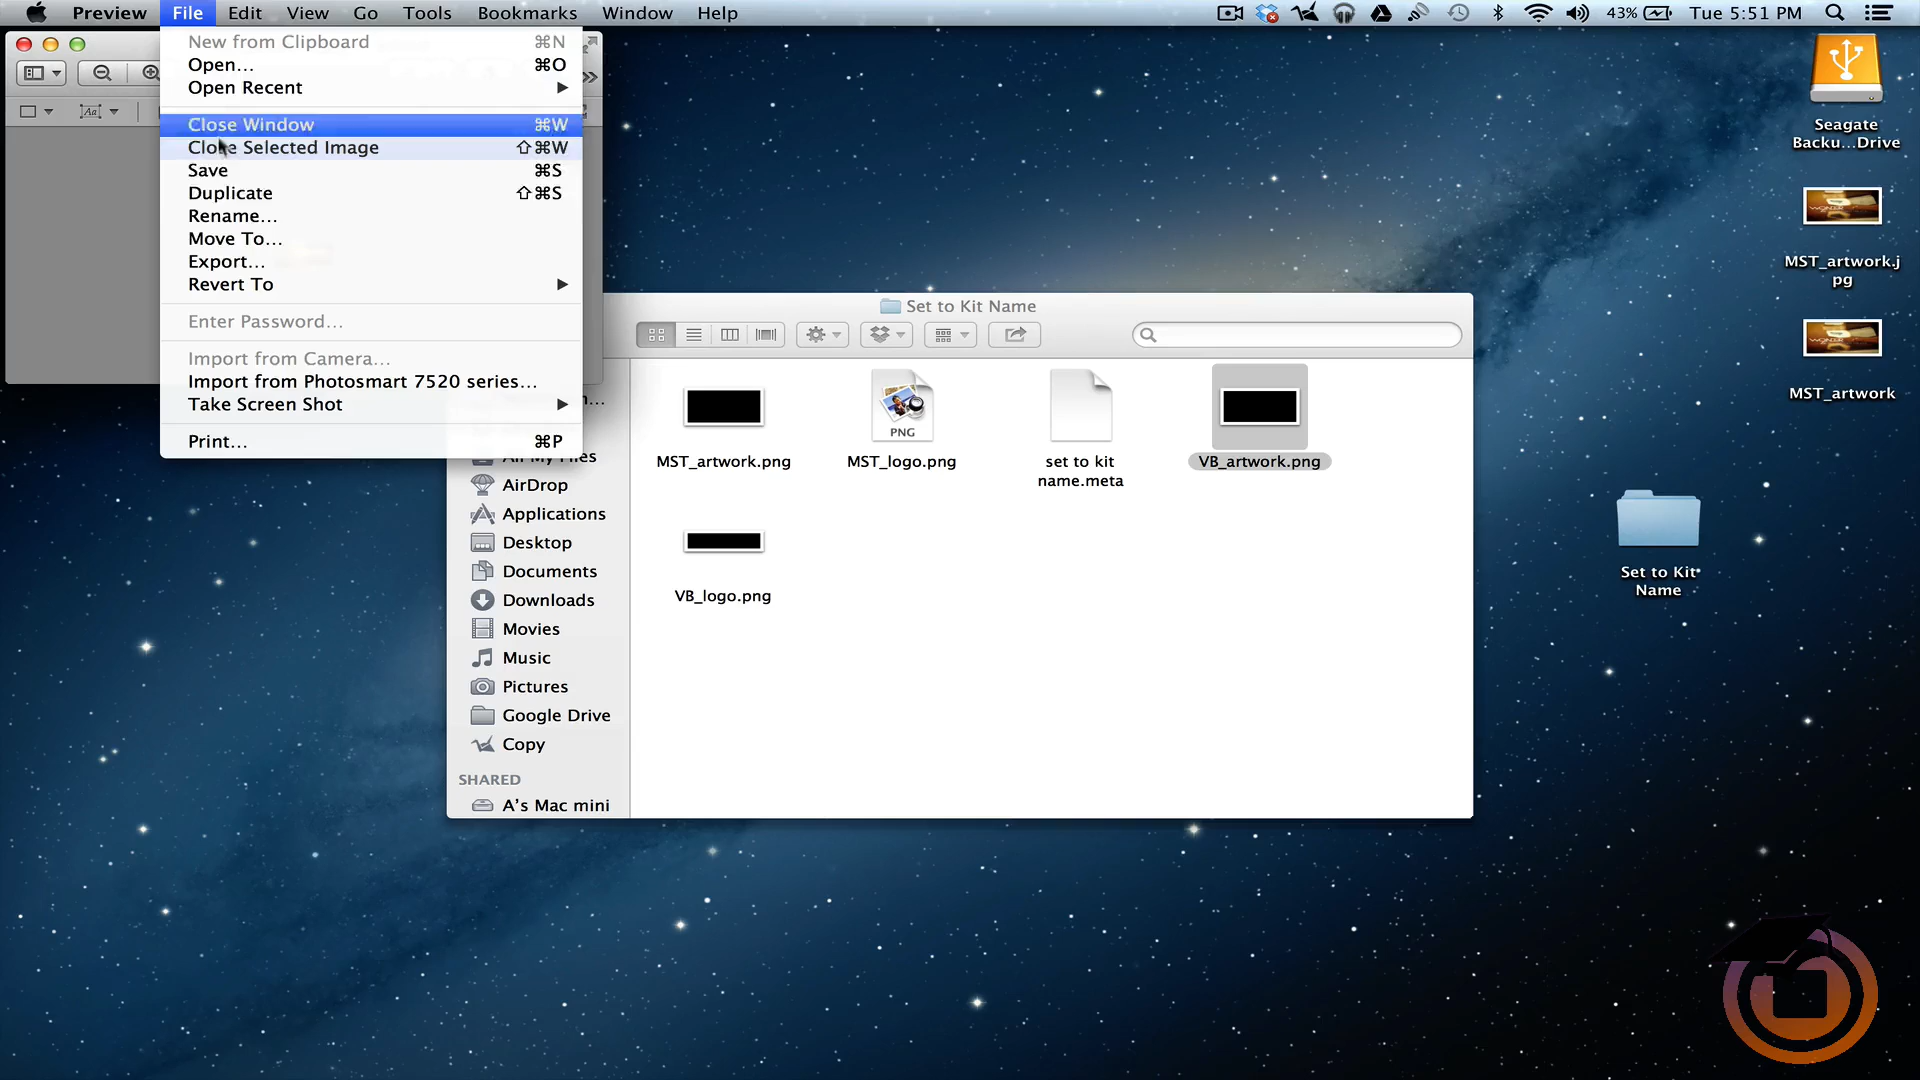 Preview File Edit View Go Tools Bookmarks Window Help 43% Tue 5:51 PM
New from Clipboard ⌘N
Open... ⌘O
Open Recent
Close Window ⌘W
Close Selected Image ⇧⌘W
Save ⌘S
Duplicate ⇧⌘S
Rename...
Move To...
Export...
Revert To
Enter Password...
Import from Camera...
Import from Photosmart 7520 series...
Take Screen Shot
Print... ⌘P
Set to Kit Name
All My Files
AirDrop
Applications
Desktop
Documents
Downloads
Movies
Music
Pictures
Google Drive
Copy
SHARED
A's Mac mini
PNG
MST_artwork.png
MST_logo.png
set to kit
name.meta
VB_artwork.png
VB_logo.png
Seagate
Backu...Drive
MST_artwork.j
pg
MST_artwork
Set to Kit
Name